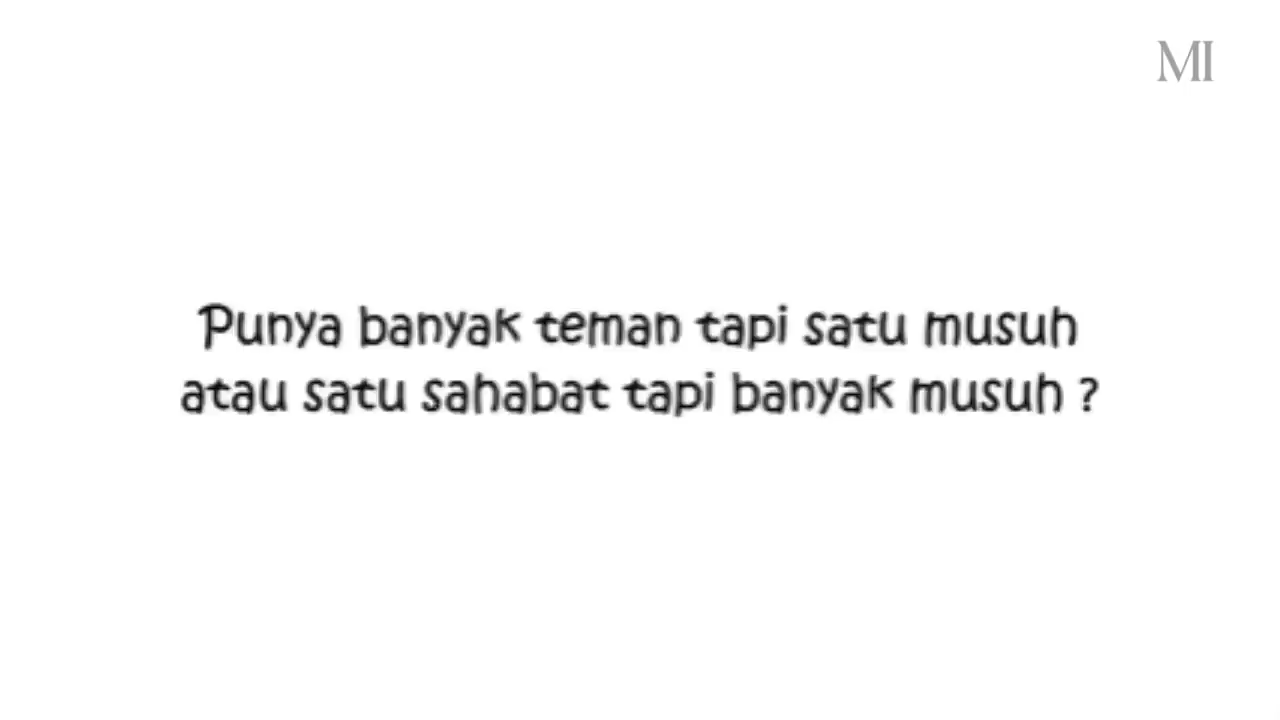 MI
Punya banyak teman tapi satu musuh
atau satu sahabat tapi banyak musuh ?